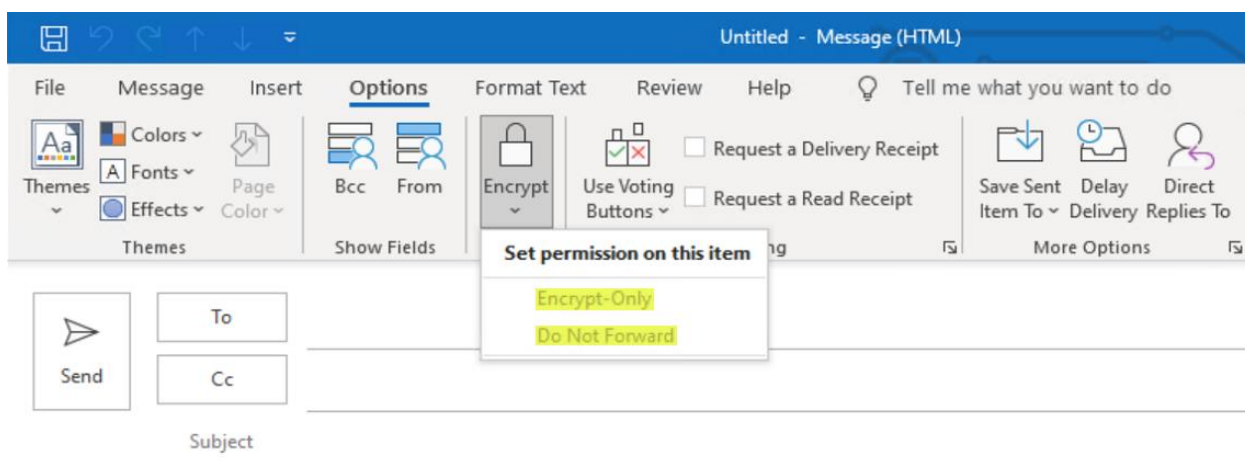 Untitled - Message (HTML)
File Message Insert Options Format Text Review Help Tell me what you want to do
Aa Colors
A Fonts
Effects
Themes
Page Color
Bcc From
Encrypt
Use Voting Buttons
Request a Delivery Receipt
Request a Read Receipt
Save Sent Item To
Delay Delivery
Direct Replies To
Themes Show Fields ng More Options
Set permission on this item
Encrypt-Only
Do Not Forward
To
Send
Cc
Subject